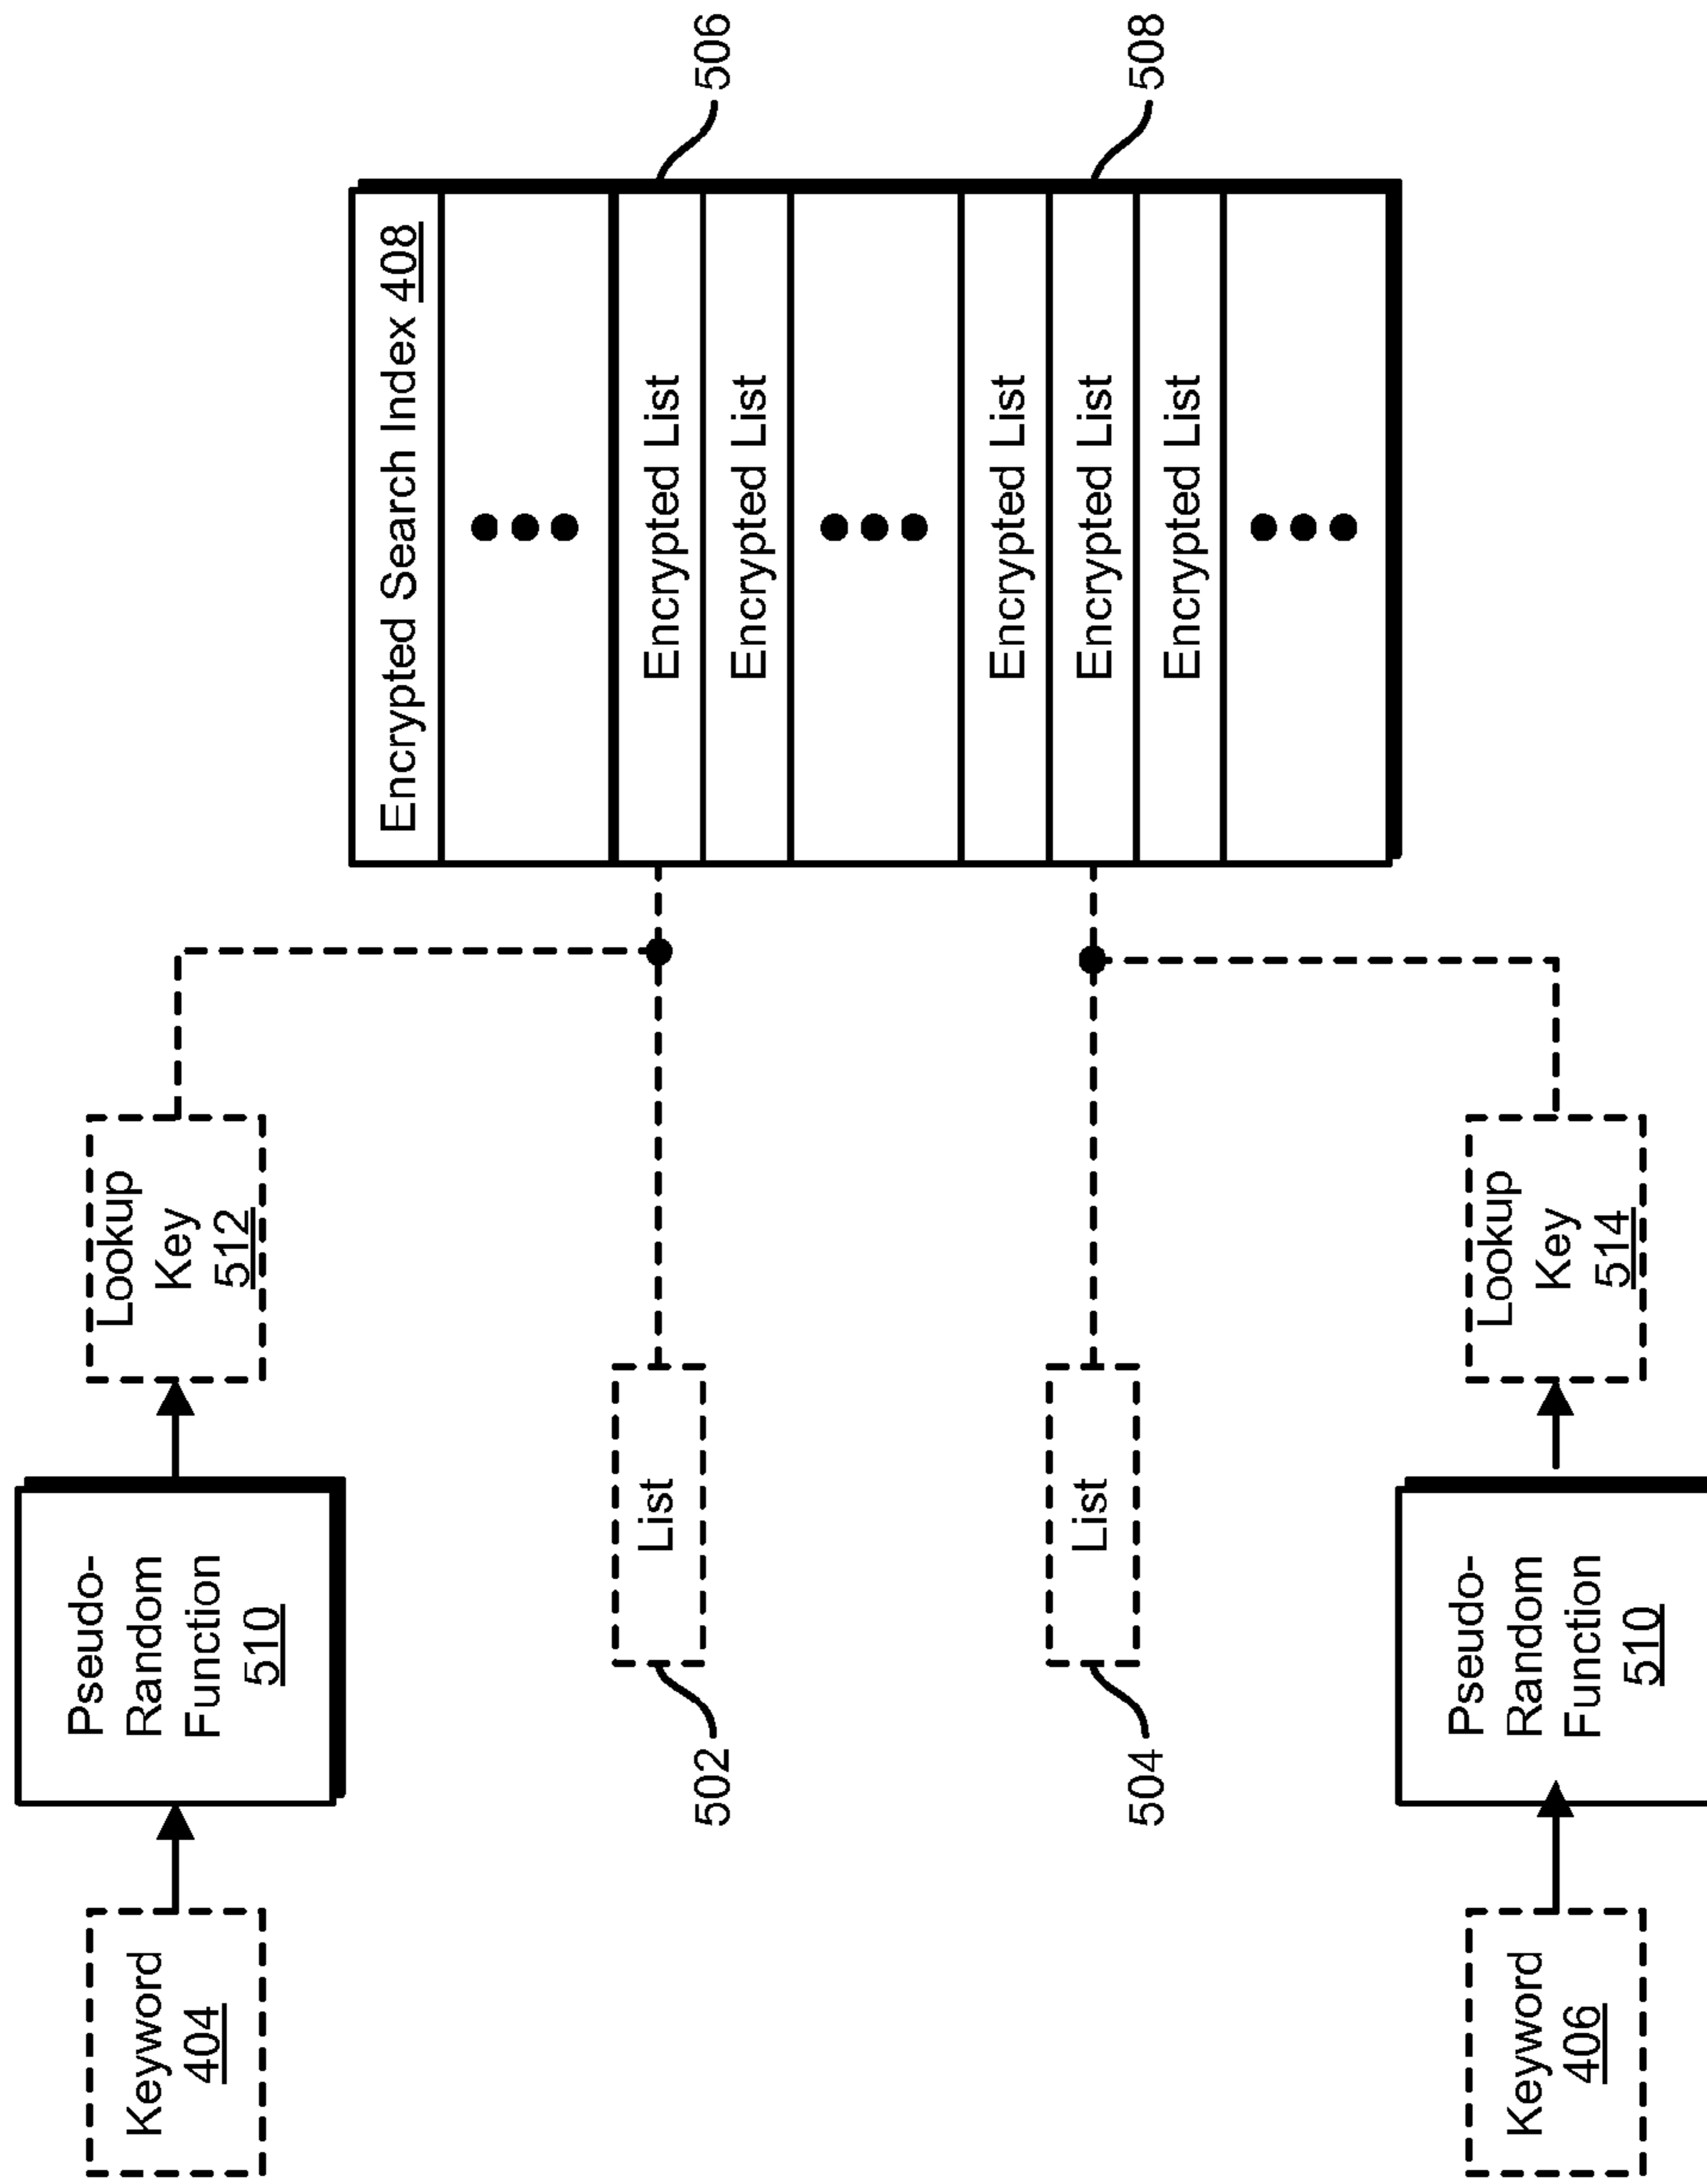 Keyword
404
Pseudo-
Random
Function
510
Lookup
Key
512
Encrypted Search Index 408
List
502
Encrypted List
506
Encrypted List
Encrypted List
List
504
Encrypted List
508
Encrypted List
Keyword
406
Pseudo-
Random
Function
510
Lookup
Key
514